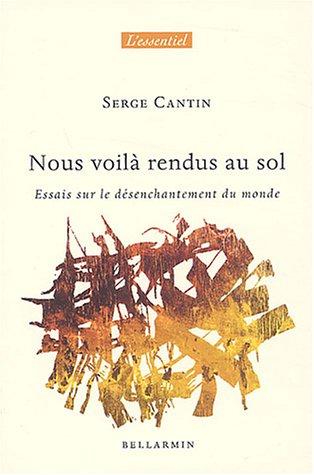 L'essentiel
SERGE CANTIN
Nous voilà rendus au sol
Essais sur le désenchantement du monde
BELLARMIN